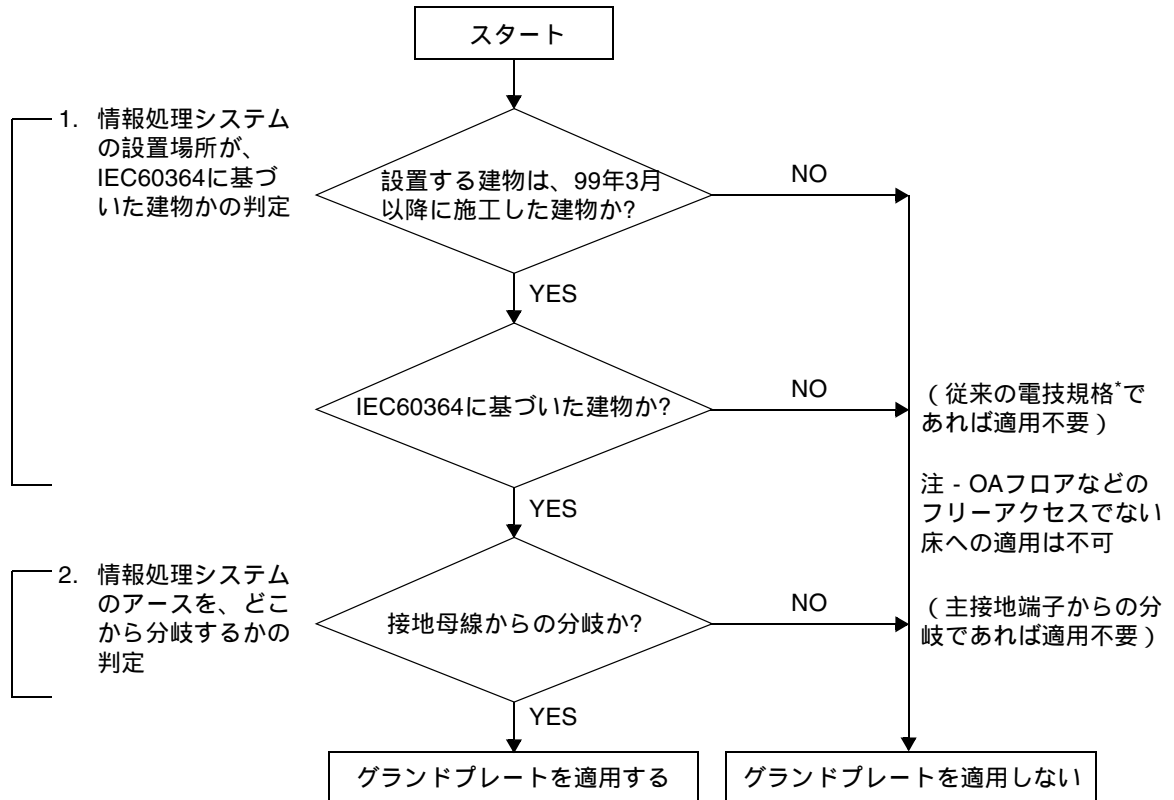 スタート
1. 情報処理システム
の設置場所が、
IEC60364に基づ
いた建物かの判定
設置する建物は、99年3月
以降に施工した建物か?
NO
YES
IEC60364に基づいた建物か?
NO
（従来の電技規格*で
あれば適用不要）
注 - OAフロアなどの
フリーアクセスでない
床への適用は不可
YES
2. 情報処理システム
のアースを、どこ
から分岐するかの
判定
接地母線からの分岐か?
NO
（主接地端子からの分
岐であれば適用不要）
YES
グランドプレートを適用する
グランドプレートを適用しない